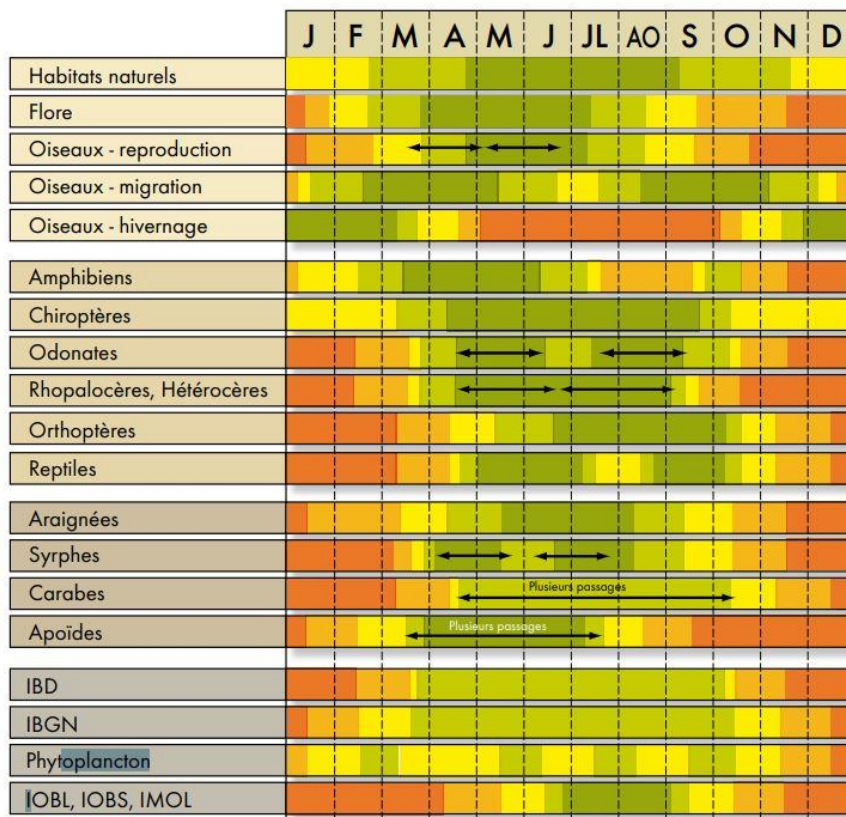 J F M A M J JL AO S O N D
Habitats naturels
Flore
Oiseaux - reproduction
Oiseaux - migration
Oiseaux - hivernage
Amphibiens
Chiroptères
Odonates
Rhopalocères, Hétérocères
Orthoptères
Reptiles
Araignées
Syrphes
Carabes Plusieurs passages
Apoïdes Plusieurs passages
IBD
IBGN
Phytoplancton
IOBL, IOBS, IMOL